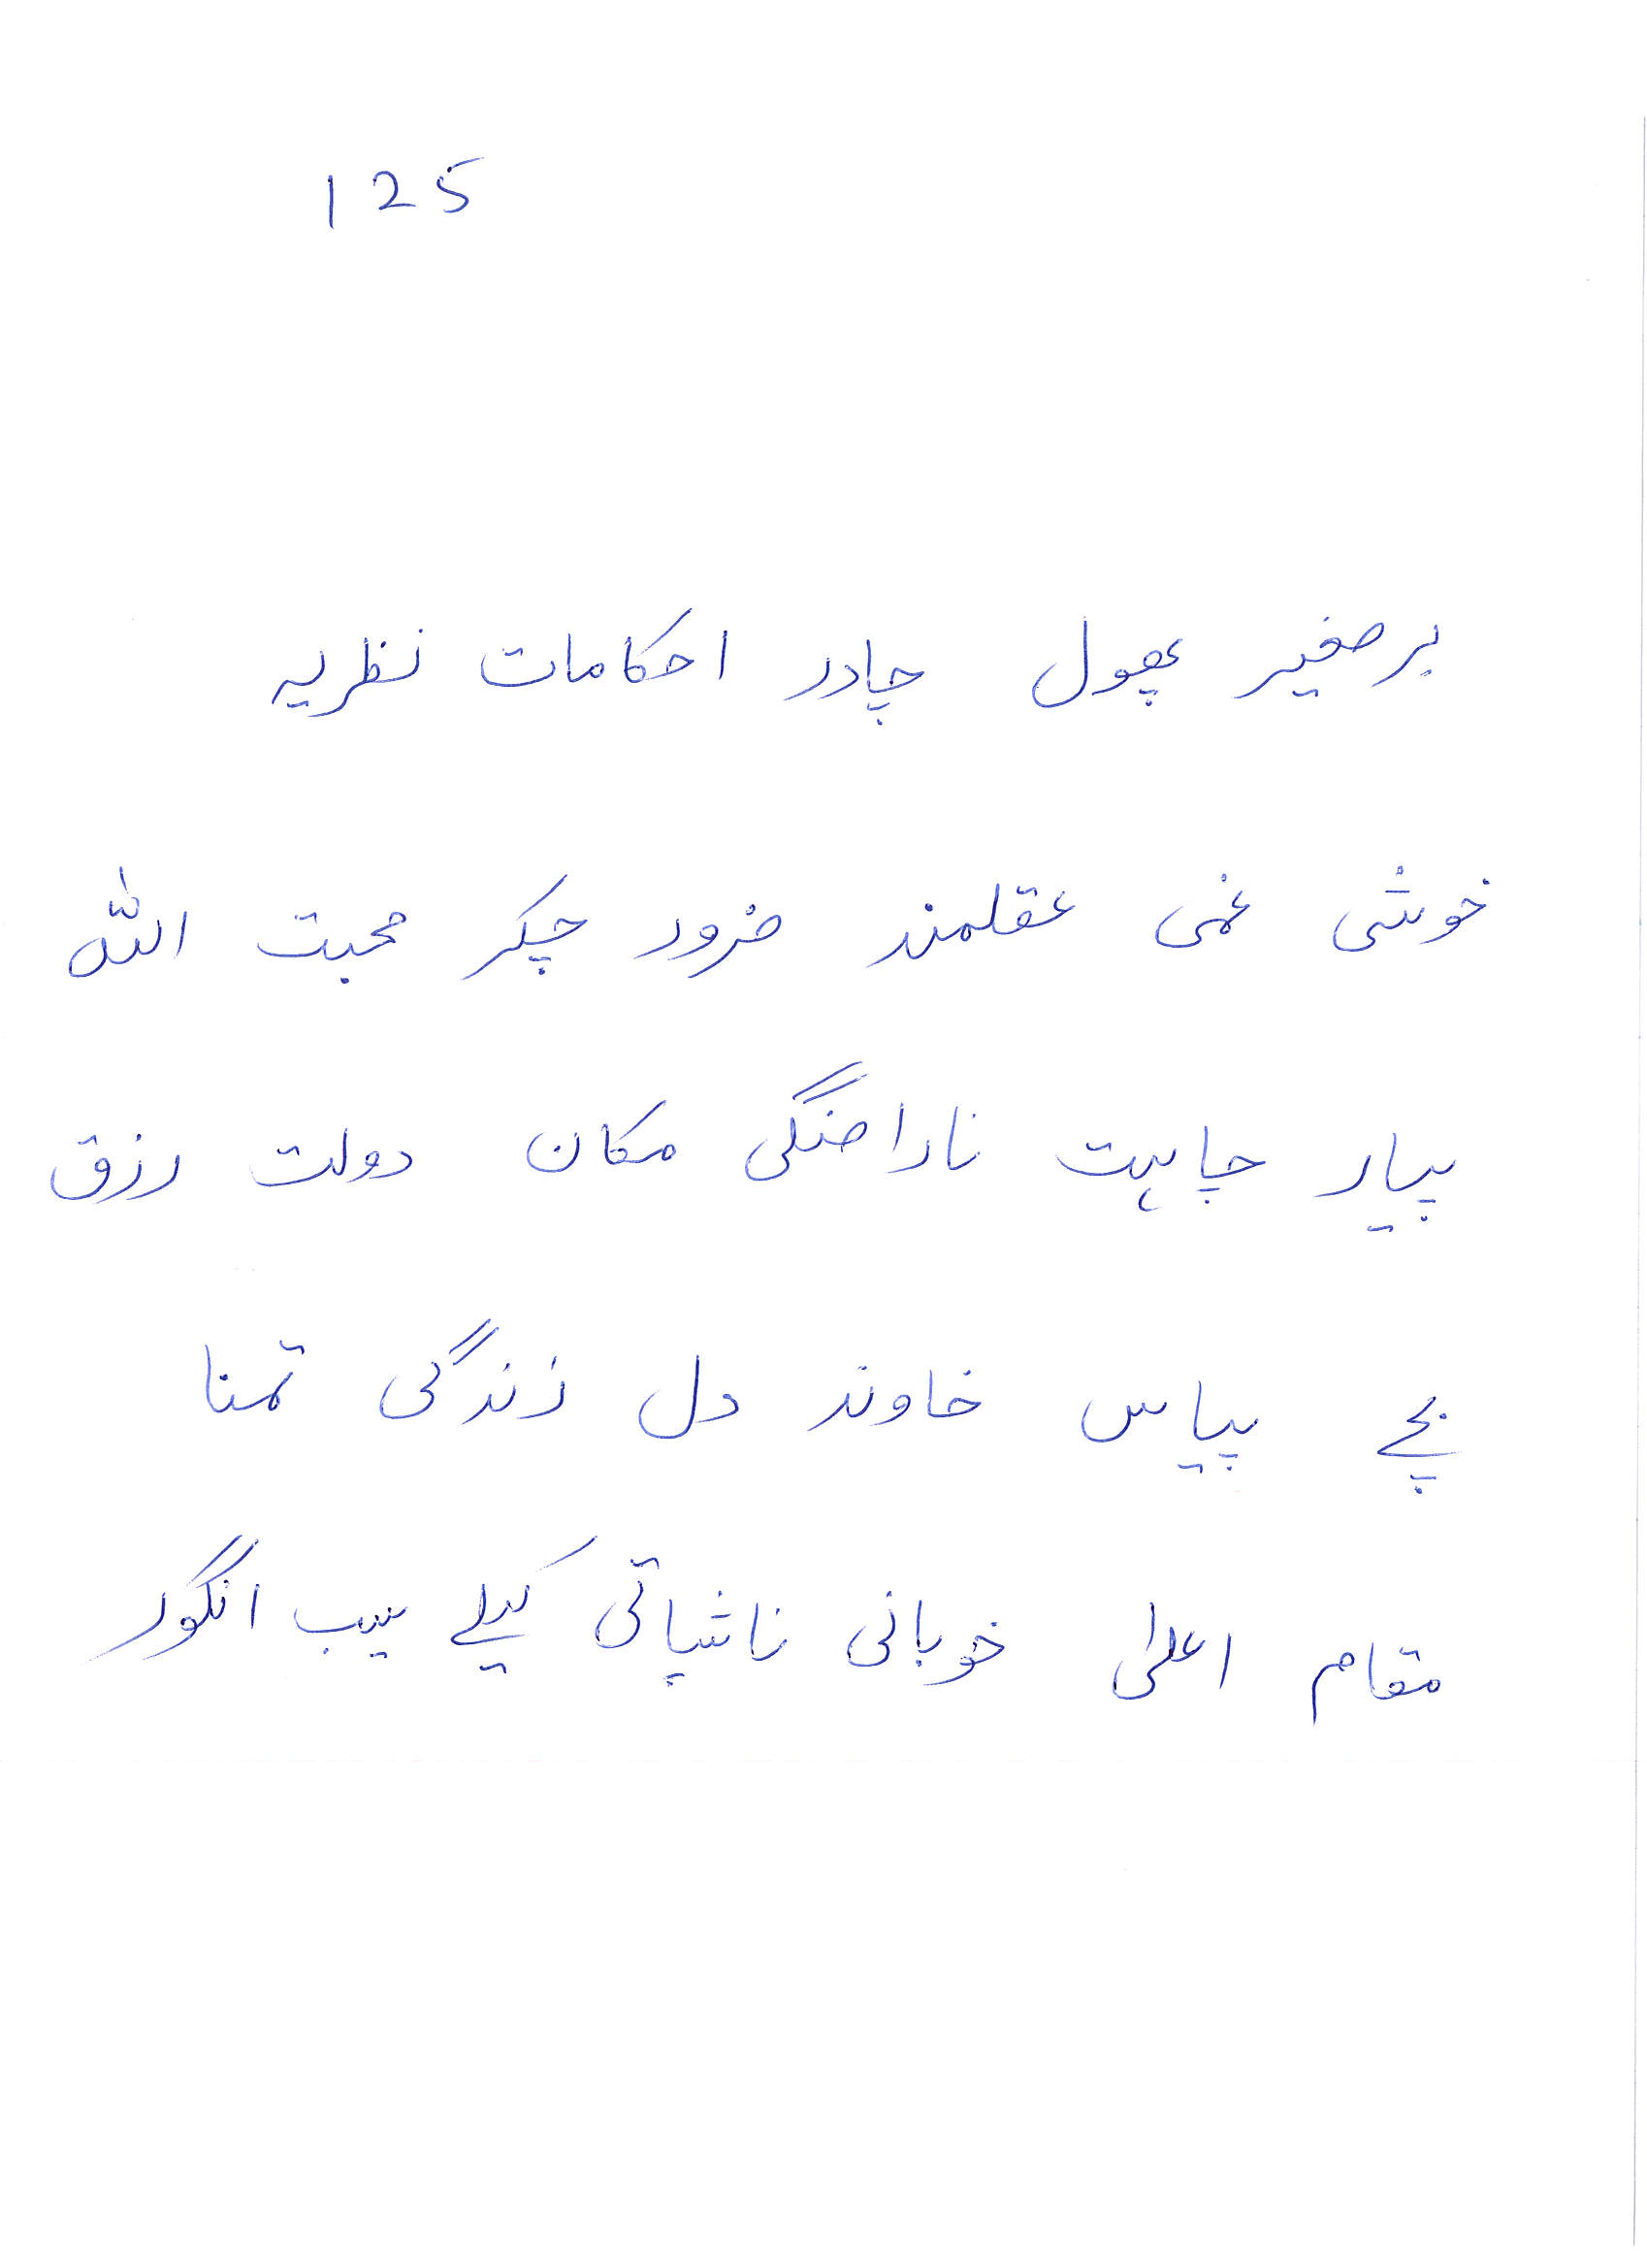 125
برصغیر پھول چادر احکامات نظریہ
خوشی غمی عقلمند ضرور چکر محبت اللہ
پیار چاہت ناراضگی مکان دولت رزق
بچے پیاس خاوند دل زندگی تمنا
مقام اعلیٰ خوبانی ناشپاتی کیلے سیب انگور